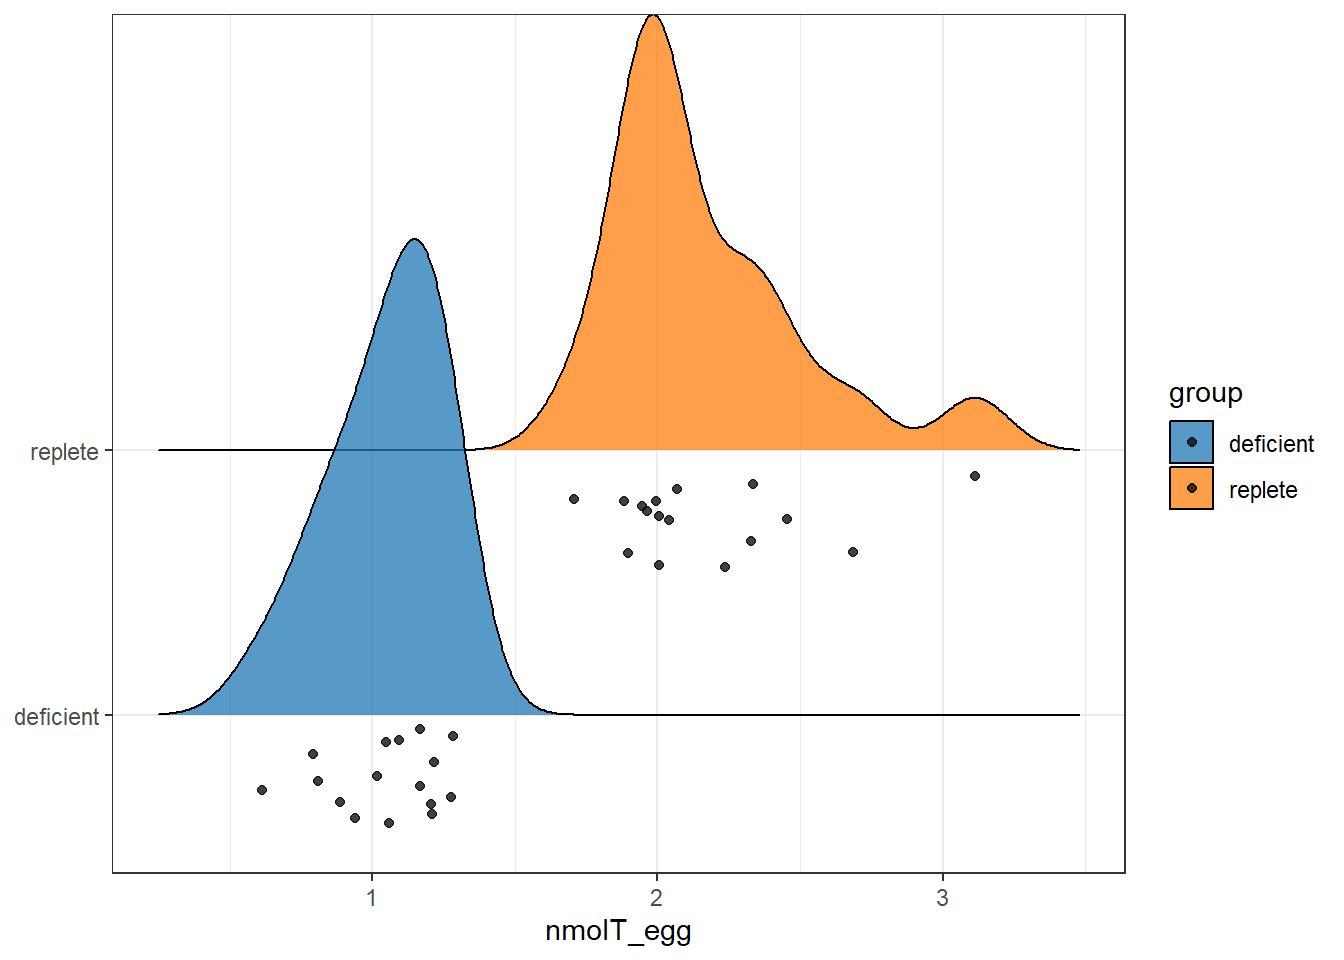 replete
deficient
1
2
3
nmolT_egg
group
deficient
replete